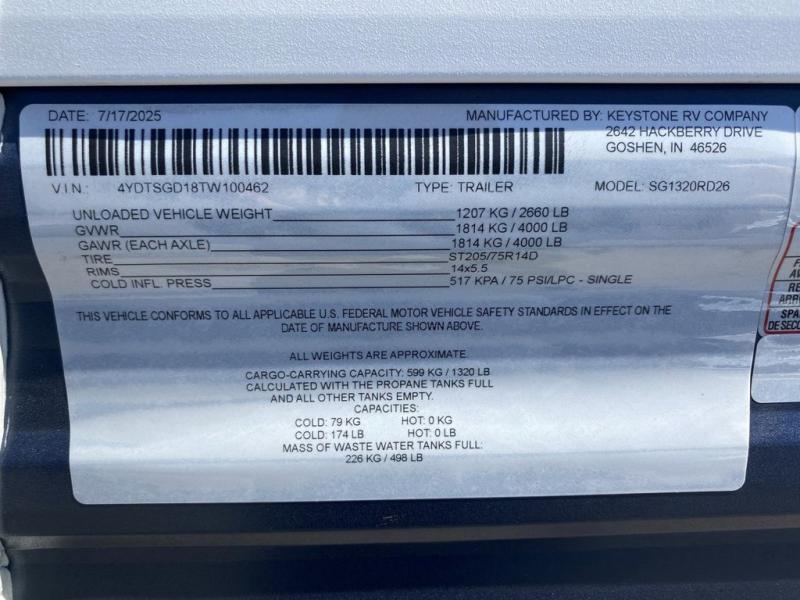 DATE: 7/17/2025
MANUFACTURED BY: KEYSTONE RV COMPANY
2642 HACKBERRY DRIVE
GOSHEN, IN 46526
V I N : 4YDTSGD18TW100462 TYPE: TRAILER MODEL: SG1320RD26
UNLOADED VEHICLE WEIGHT 1207 KG / 2660 LB
GVWR 1814 KG / 4000 LB
GAWR (EACH AXLE) 1814 KG / 4000 LB
TIRE ST205/75R14D
RIMS 14x5.5
COLD INFL. PRESS 517 KPA / 75 PSI/LPC - SINGLE
THIS VEHICLE CONFORMS TO ALL APPLICABLE U.S. FEDERAL MOTOR VEHICLE SAFETY STANDARDS IN EFFECT ON THE
DATE OF MANUFACTURE SHOWN ABOVE.
ALL WEIGHTS ARE APPROXIMATE.
CARGO-CARRYING CAPACITY: 599 KG / 1320 LB
CALCULATED WITH THE PROPANE TANKS FULL
AND ALL OTHER TANKS EMPTY.
CAPACITIES:
COLD: 79 KG HOT: 0 KG
COLD: 174 LB HOT: 0 LB
MASS OF WASTE WATER TANKS FULL:
226 KG / 498 LB